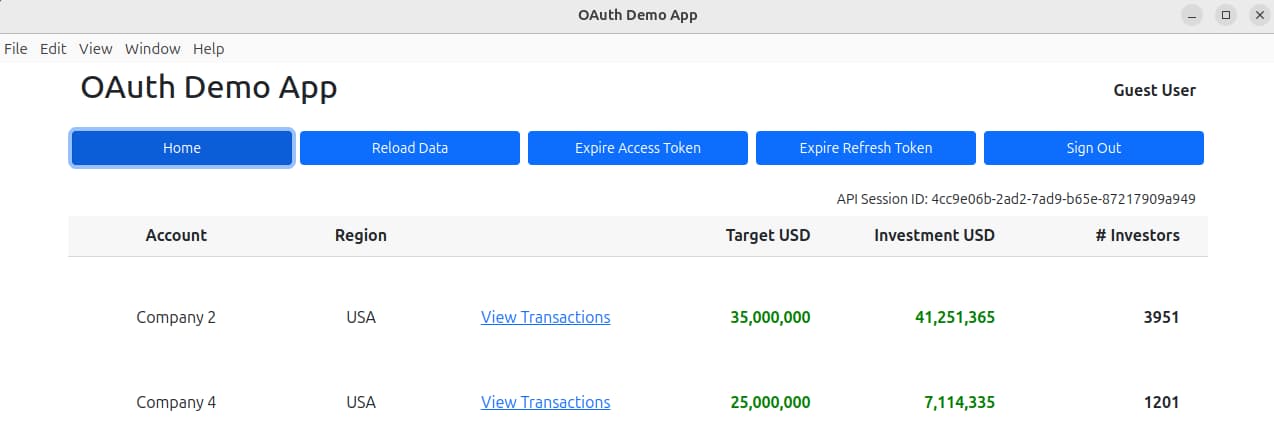 OAuth Demo App
File Edit View Window Help
OAuth Demo App
Guest User
Home Reload Data Expire Access Token Expire Refresh Token Sign Out
API Session ID: 4cc9e06b-2ad2-7ad9-b65e-87217909a949
Account Region Target USD Investment USD # Investors
Company 2 USA View Transactions 35,000,000 41,251,365 3951
Company 4 USA View Transactions 25,000,000 7,114,335 1201